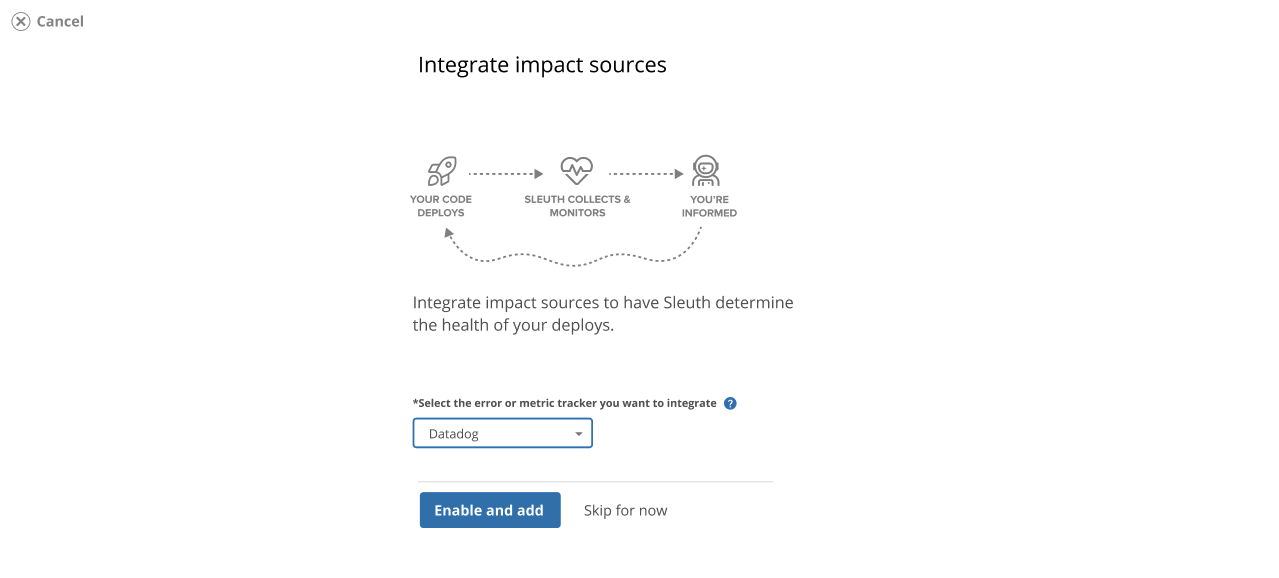 Cancel
Integrate impact sources
YOUR CODE
DEPLOYS
SLEUTH COLLECTS &
MONITORS
YOU'RE
INFORMED
Integrate impact sources to have Sleuth determine
the health of your deploys.
*Select the error or metric tracker you want to integrate ?
Datadog
Enable and add
Skip for now